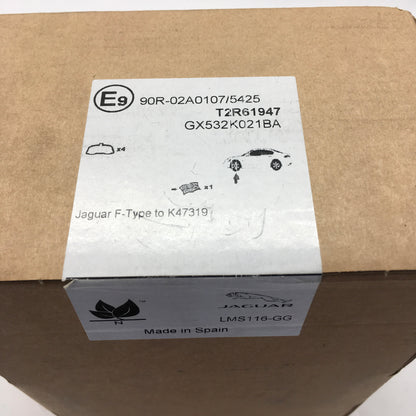 E9 90R-02A0107/5425
T2R61947
GX532K021BA
x4
x1
Jaguar F-Type to K47319
N
JAGUAR
LMS116-GG
Made in Spain